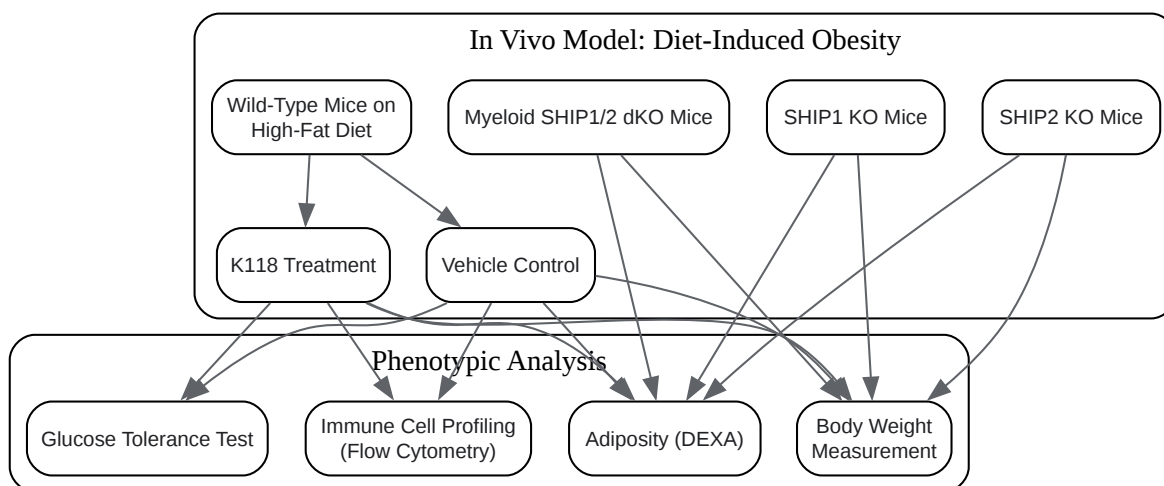 In Vivo Model: Diet-Induced Obesity
Wild-Type Mice on
High-Fat Diet
Myeloid SHIP1/2 dKO Mice
SHIP1 KO Mice
SHIP2 KO Mice
K118 Treatment
Vehicle Control
Phenotypic Analysis
Glucose Tolerance Test
Immune Cell Profiling
(Flow Cytometry)
Adiposity (DEXA)
Body Weight
Measurement